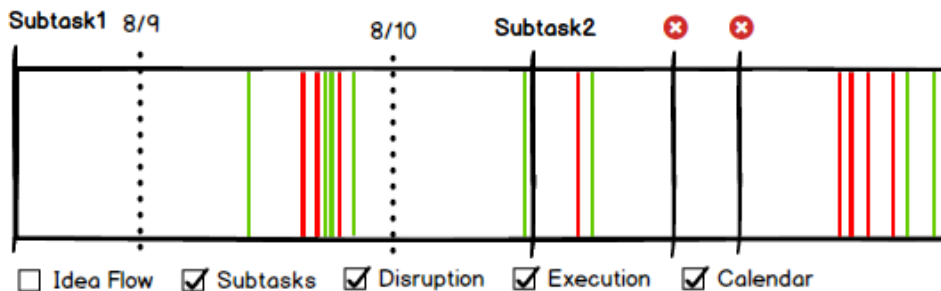 Subtask1 8/9 8/10 Subtask2
Idea Flow Subtasks Disruption Execution Calendar